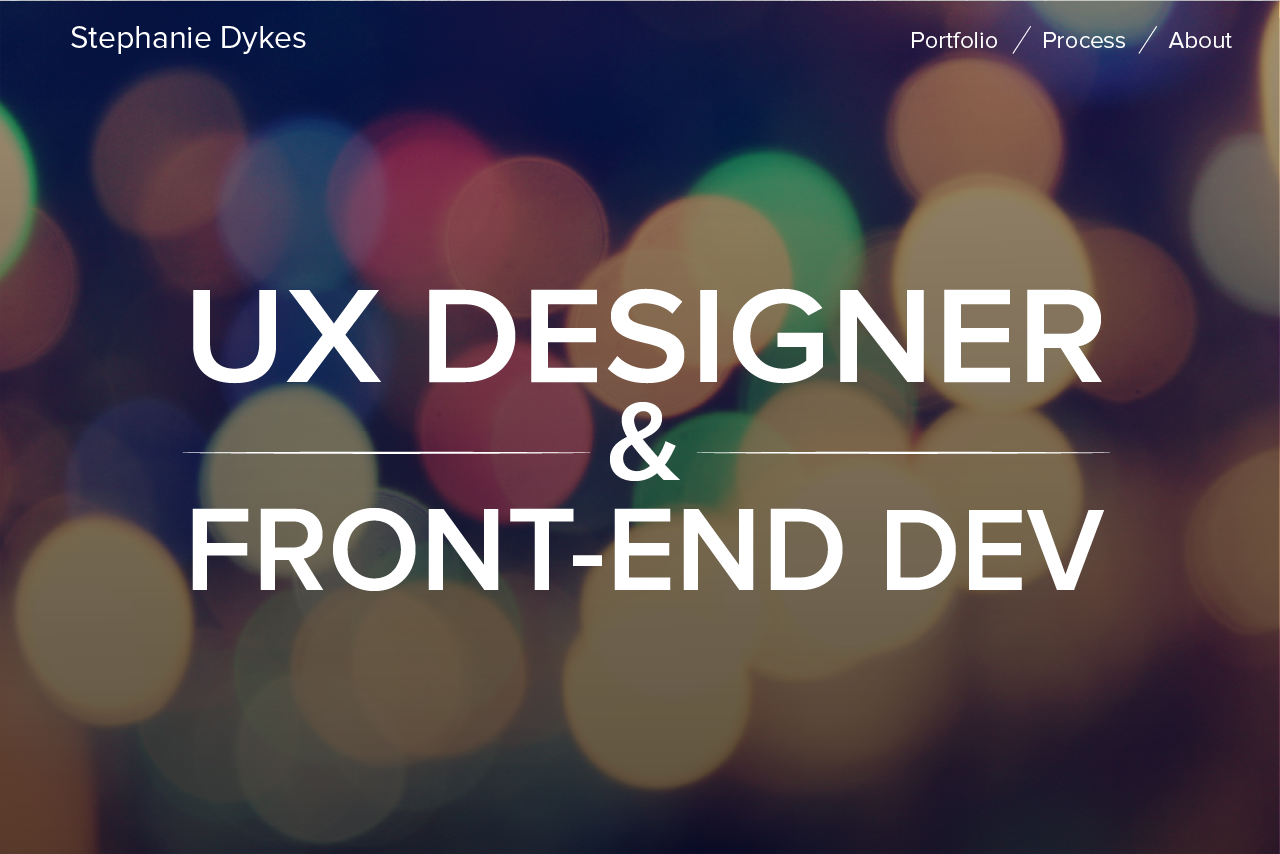 Stephanie Dykes
Portfolio / Process / About
UX DESIGNER
&
FRONT-END DEV